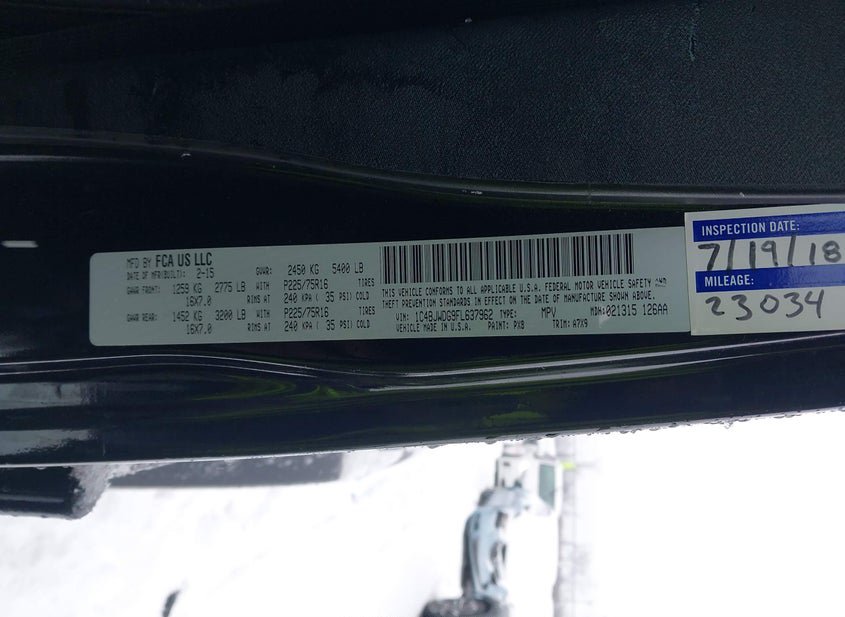 MFD BY FCA US LLC
DATE OF MFR(BUILT): 2-15 GVWR: 2450 KG 5400 LB
GAWR FRONT: 1259 KG 2775 LB WITH P225/75R16 TIRES
16X7.0 RIMS AT 240 KPA ( 35 PSI) COLD
GAWR REAR: 1452 KG 3200 LB WITH P225/75R16 TIRES
16X7.0 RIMS AT 240 KPA ( 35 PSI) COLD
THIS VEHICLE CONFORMS TO ALL APPLICABLE U.S.A. FEDERAL MOTOR VEHICLE SAFETY AND
THEFT PREVENTION STANDARDS IN EFFECT ON THE DATE OF MANUFACTURE SHOWN ABOVE.
VIN: 1C4BJWDG9FL637962 TYPE: MPV MDH:021315 126AA
VEHICLE MADE IN U.S.A. PAINT: PX8 TRIM: A7X9
INSPECTION DATE:
7/19/18
MILEAGE:
23034